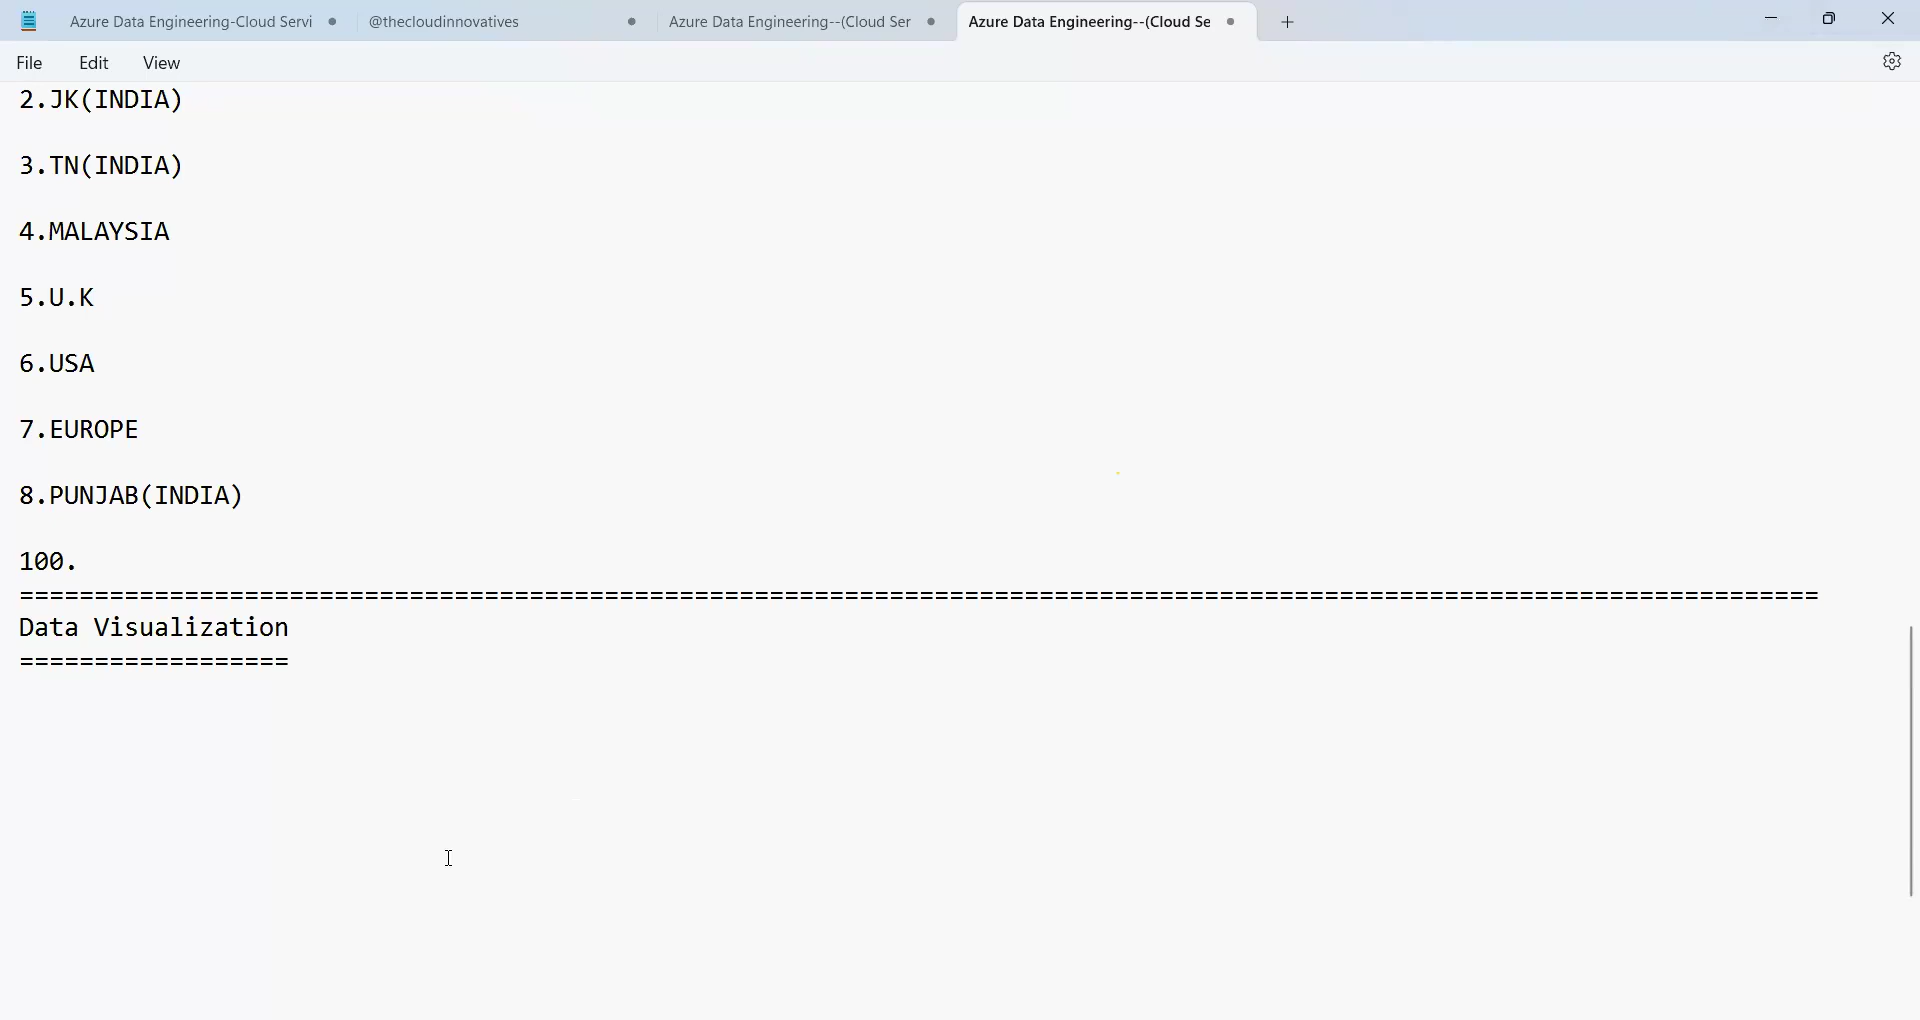 Azure Data Engineering-Cloud Servi
@thecloudinnovatives
Azure Data Engineering--(Cloud Ser
Azure Data Engineering--(Cloud Se
File Edit View
2.JK(INDIA)
3.TN(INDIA)
4.MALAYSIA
5.U.K
6.USA
7.EUROPE
8.PUNJAB(INDIA)
100.
========================================================================================================================
Data Visualization
==================